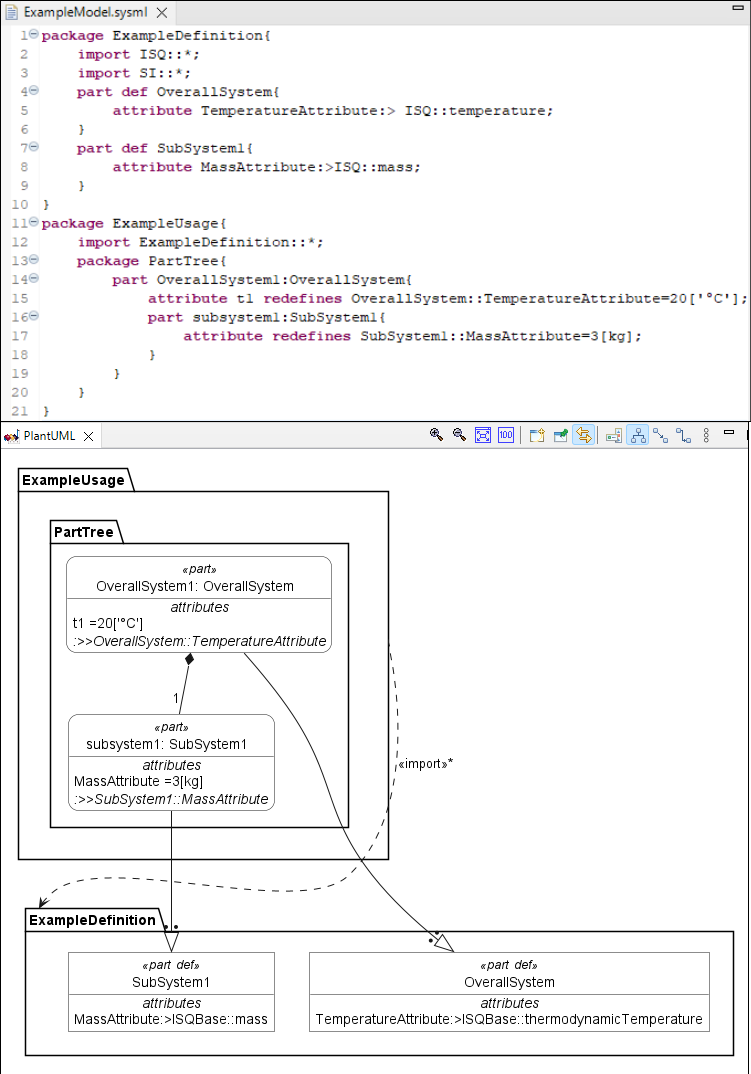 ExampleModel.sysml
1 package ExampleDefinition{
2 import ISQ::*;
3 import SI::*;
4 part def OverallSystem{
5 attribute TemperatureAttribute:> ISQ::temperature;
6 }
7 part def SubSystem1{
8 attribute MassAttribute:>ISQ::mass;
9 }
10 }
11 package ExampleUsage{
12 import ExampleDefinition::*;
13 package PartTree{
14 part OverallSystem1:OverallSystem{
15 attribute t1 redefines OverallSystem::TemperatureAttribute=20['°C'];
16 part subsystem1:SubSystem1{
17 attribute redefines SubSystem1::MassAttribute=3[kg];
18 }
19 }
20 }
21 }
PlantUML
100
ExampleUsage
PartTree
«part»
OverallSystem1: OverallSystem
attributes
t1 =20['°C']
:>>OverallSystem::TemperatureAttribute
1
«part»
subsystem1: SubSystem1
attributes
MassAttribute =3[kg]
:>>SubSystem1::MassAttribute
«import»*
ExampleDefinition
«part def»
SubSystem1
attributes
MassAttribute:>ISQBase::mass
«part def»
OverallSystem
attributes
TemperatureAttribute:>ISQBase::thermodynamicTemperature